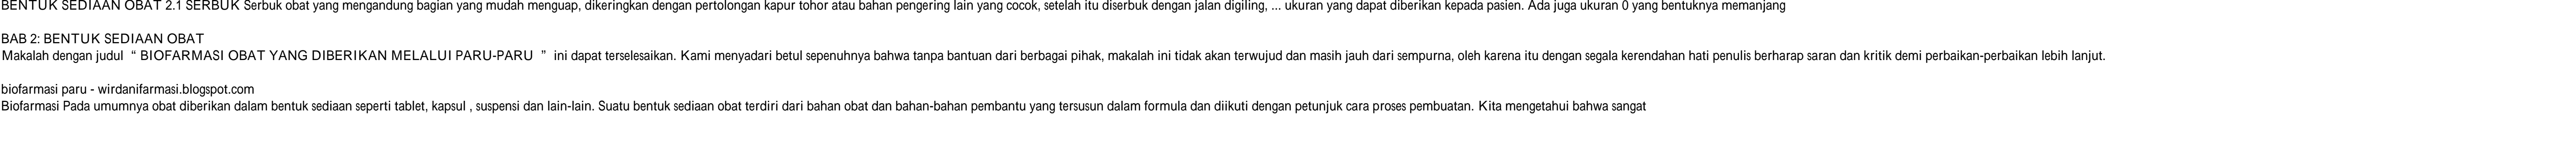 BENTUK SEDIAAN OBAT 2.1 SERBUK Serbuk obat yang mengandung bagian yang mudah menguap, dikeringkan dengan pertolongan kapur tohor atau bahan pengering lain yang cocok, setelah itu diserbuk dengan jalan digiling, ... ukuran yang dapat diberikan kepada pasien. Ada juga ukuran 0 yang bentuknya memanjang
BAB 2: BENTUK SEDIAAN OBAT
Makalah dengan judul “ BIOFARMASI OBAT YANG DIBERIKAN MELALUI PARU-PARU ” ini dapat terselesaikan. Kami menyadari betul sepenuhnya bahwa tanpa bantuan dari berbagai pihak, makalah ini tidak akan terwujud dan masih jauh dari sempurna, oleh karena itu dengan segala kerendahan hati penulis berharap saran dan kritik demi perbaikan-perbaikan lebih lanjut.
biofarmasi paru - wirdanifarmasi.blogspot.com
Biofarmasi Pada umumnya obat diberikan dalam bentuk sediaan seperti tablet, kapsul , suspensi dan lain-lain. Suatu bentuk sediaan obat terdiri dari bahan obat dan bahan-bahan pembantu yang tersusun dalam formula dan diikuti dengan petunjuk cara proses pembuatan. Kita mengetahui bahwa sangat